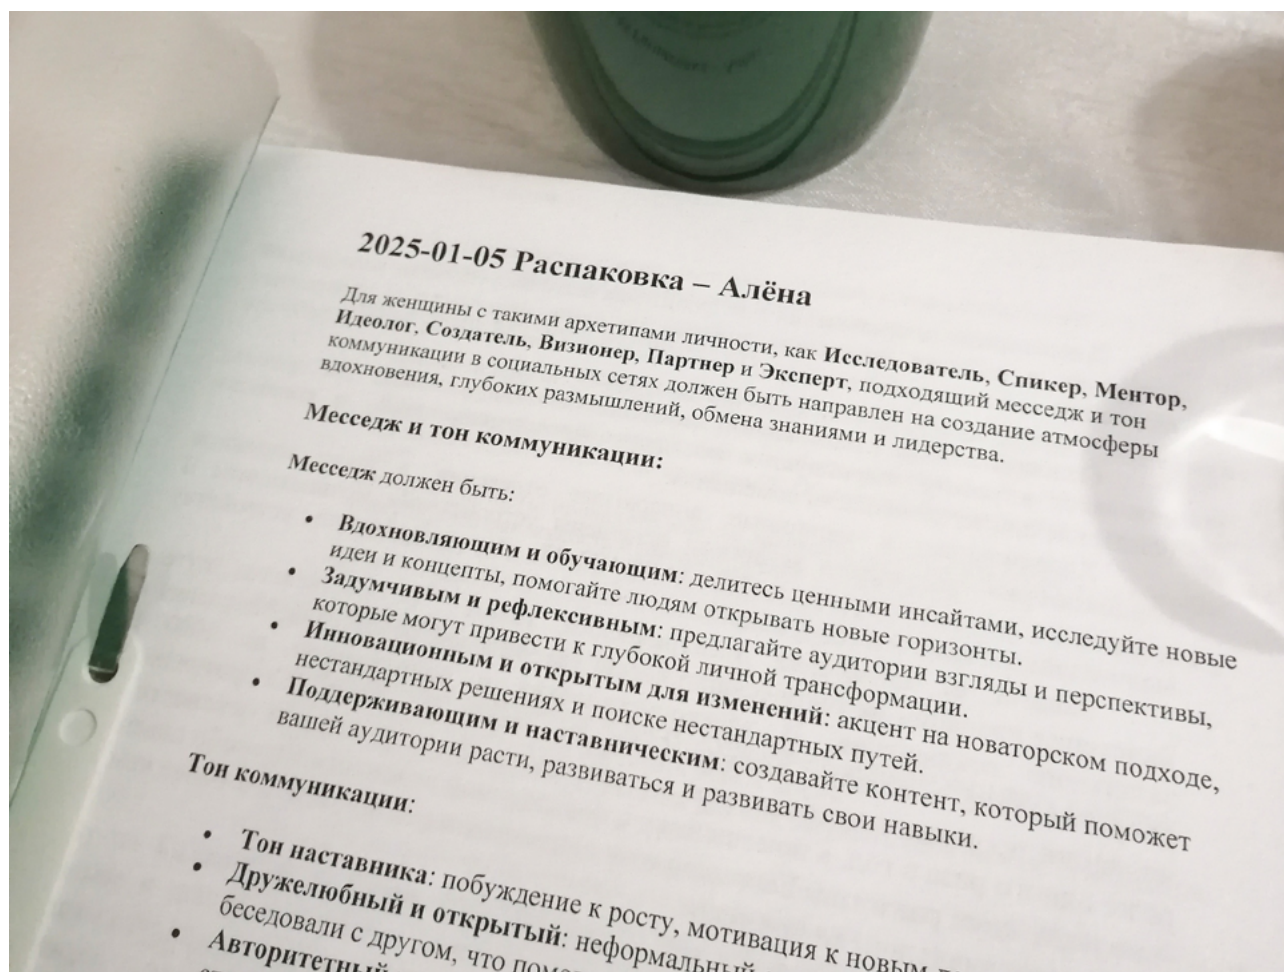 2025-01-05 Распаковка – Алёна
Для женщины с такими архетипами личности, как Исследователь, Спикер, Ментор,
Идеолог, Создатель, Визионер, Партнер и Эксперт, подходящий месседж и тон
коммуникации в социальных сетях должен быть направлен на создание атмосферы
вдохновения, глубоких размышлений, обмена знаниями и лидерства.
Месседж и тон коммуникации:
Месседж должен быть:
• Вдохновляющим и обучающим: делитесь ценными инсайтами, исследуйте новые
идеи и концепты, помогайте людям открывать новые горизонты.
• Задумчивым и рефлексивным: предлагайте аудитории взгляды и перспективы,
которые могут привести к глубокой личной трансформации.
• Инновационным и открытым для изменений: акцент на новаторском подходе,
нестандартных решениях и поиске нестандартных путей.
• Поддерживающим и наставническим: создавайте контент, который поможет
вашей аудитории расти, развиваться и развивать свои навыки.
Тон коммуникации:
• Тон наставника: побуждение к росту, мотивация к новым
• Дружелюбный и открытый: неформальный
беседовали с другом, что
• Авторитетный